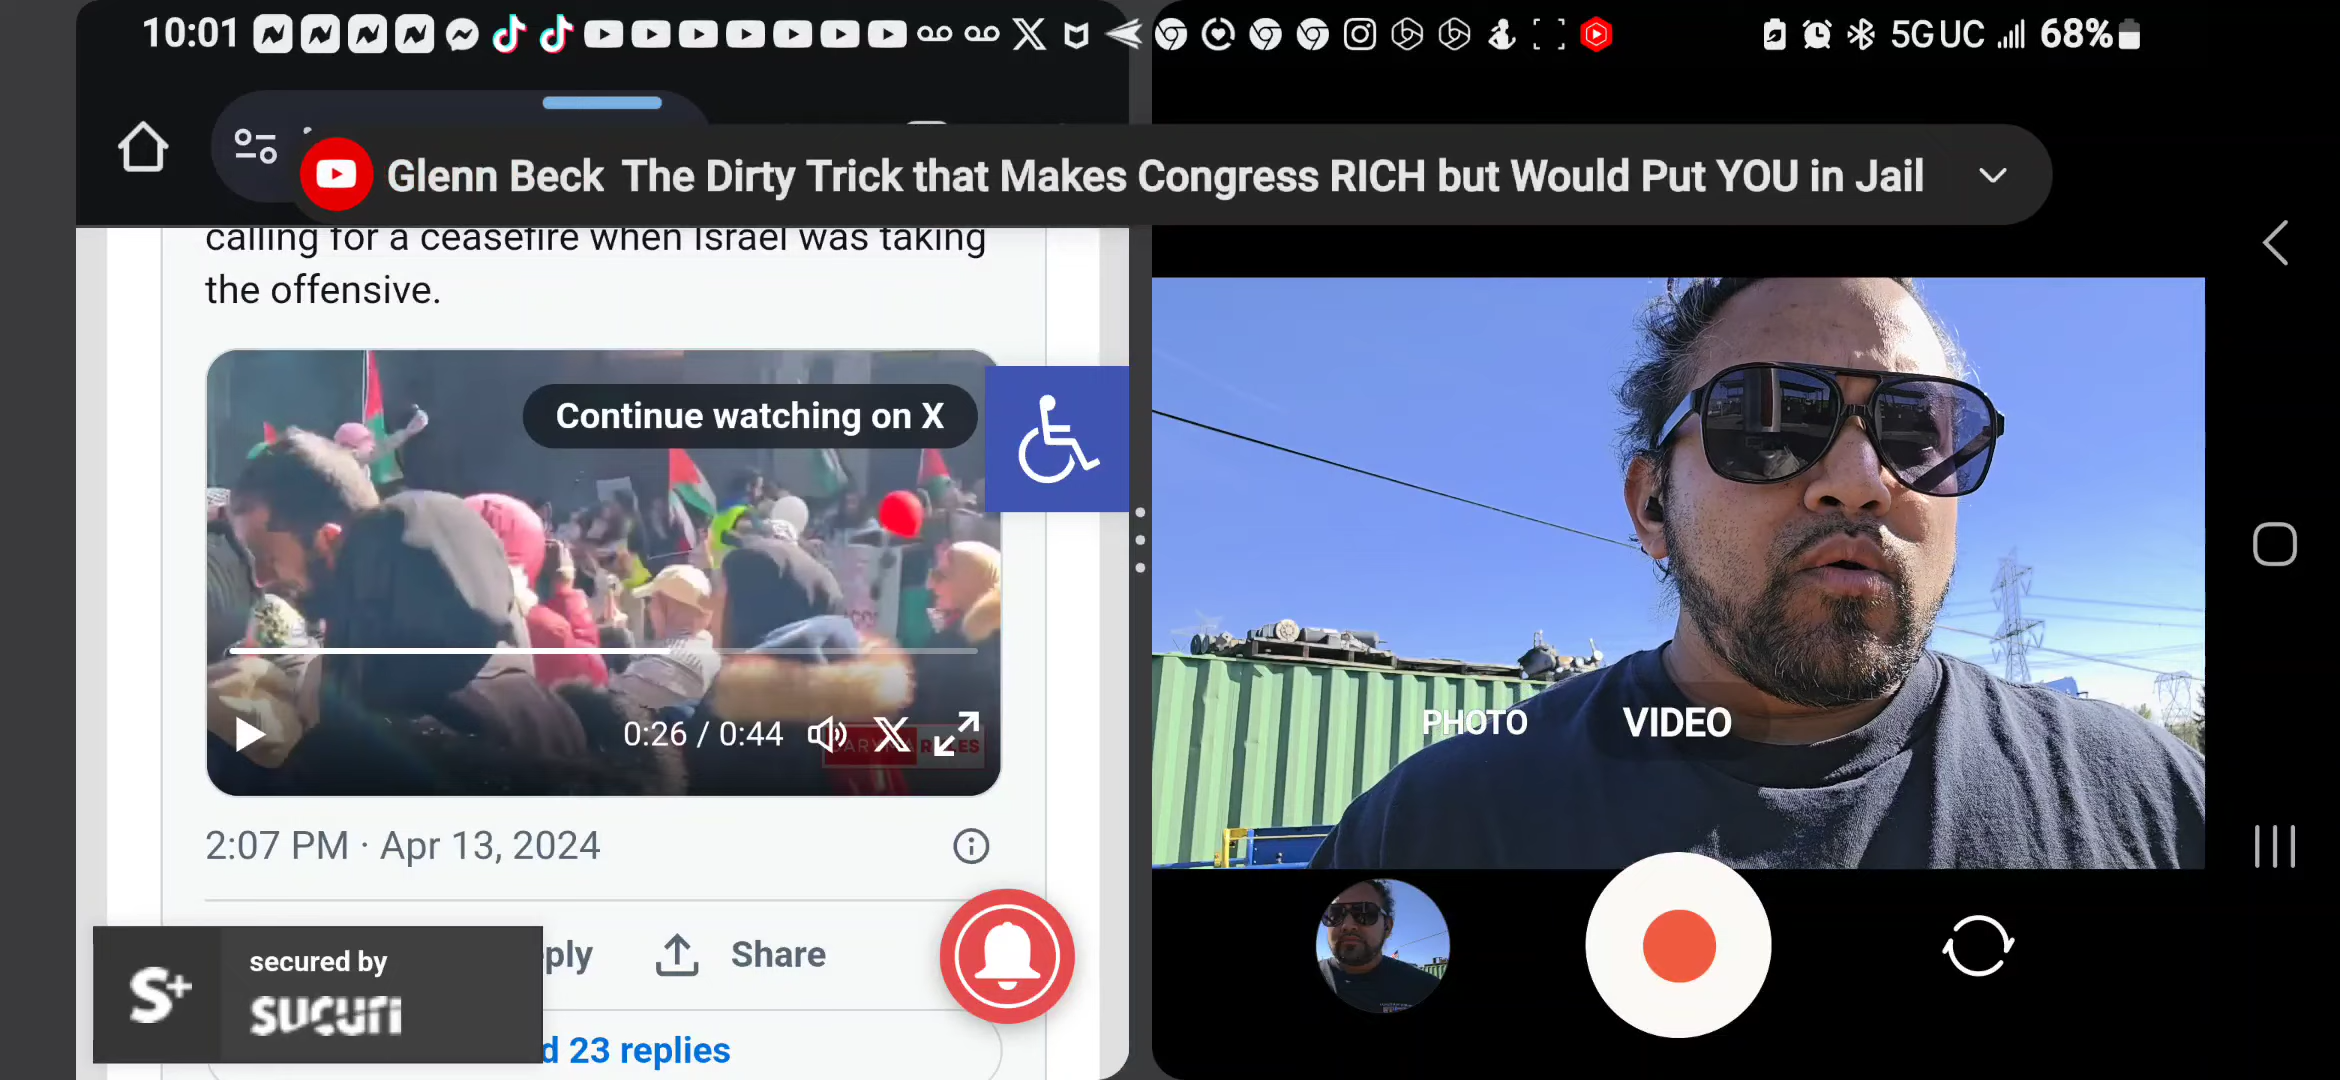 10:01
5G UC
68%
Glenn Beck The Dirty Trick that Makes Congress RICH but Would Put YOU in Jail
calling for a ceasefire when Israel was taking
the offensive.
Continue watching on X
0:26 / 0:44
2:07 PM · Apr 13, 2024
ply
Share
secured by
sucuri
S+
d 23 replies
PHOTO
VIDEO